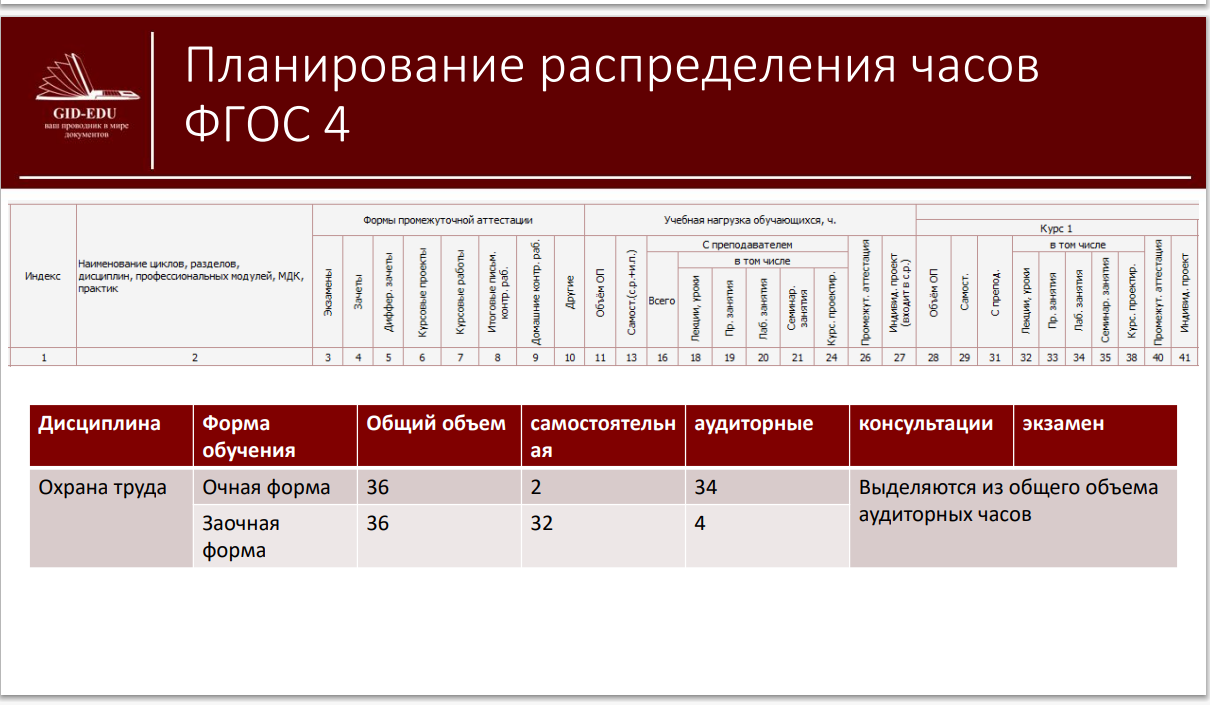 Планирование распределения часов
ФГОС 4
GID-EDU
ваш проводник в мире
документов
Индекс
Наименование циклов, разделов,
дисциплин, профессиональных модулей, МДК,
практик
Формы промежуточной аттестации
Экзамены
Зачеты
Диффер. зачеты
Курсовые проекты
Курсовые работы
Итоговые письм.
контр. раб.
Домашние контр. раб.
Другие
Учебная нагрузка обучающихся, ч.
Объём ОП
Самост.(с.р.+и.п.)
С преподавателем
Всего
в том числе
Лекции, уроки
Пр. занятия
Лаб. занятия
Семинар.
занятия
Курс. проектир.
Промежут. аттестация
Индивид. проект
(входит в с.р.)
Курс 1
Объём ОП
Самост.
С препод.
в том числе
Лекции, уроки
Пр. занятия
Лаб. занятия
Семинар. занятия
Курс. проектир.
Промежут. аттестация
Индивид. проект
1 2 3 4 5 6 7 8 9 10 11 13 16 18 19 20 21 24 26 27 28 29 31 32 33 34 35 38 40 41
Дисциплина Форма обучения Общий объем самостоятельн ая аудиторные консультации экзамен
Охрана труда Очная форма 36 2 34 Выделяются из общего объема аудиторных часов
Заочная форма 36 32 4